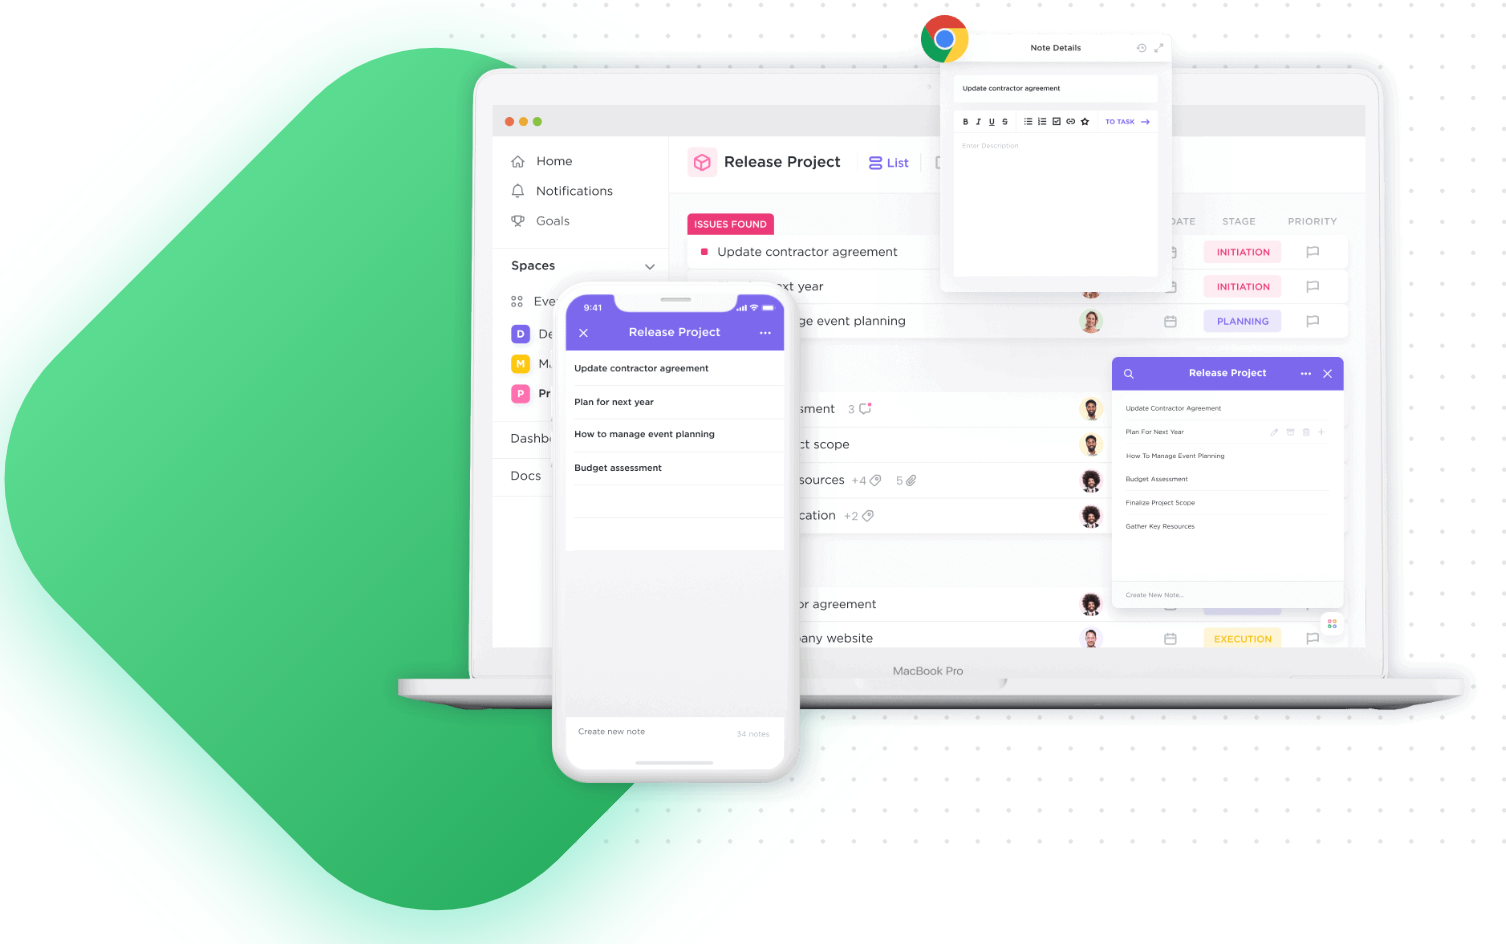 Note Details
Update contractor agreement
B I U S
TO TASK
Enter Description
Home
Notifications
Goals
Spaces
D
M
P Pr
Dashb
Docs
Release Project
List
ISSUES FOUND
DATE STAGE PRIORITY
Update contractor agreement
INITIATION
xt year
INITIATION
ge event planning
PLANNING
sment 3
ct scope
sources +4 5
cation +2
or agreement
any website
EXECUTION
MacBook Pro
9:41
Release Project
Update contractor agreement
Plan for next year
How to manage event planning
Budget assessment
Create new note
34 notes
Release Project
Update Contractor Agreement
Plan For Next Year
How To Manage Event Planning
Budget Assessment
Finalize Project Scope
Gather Key Resources
Create New Note...